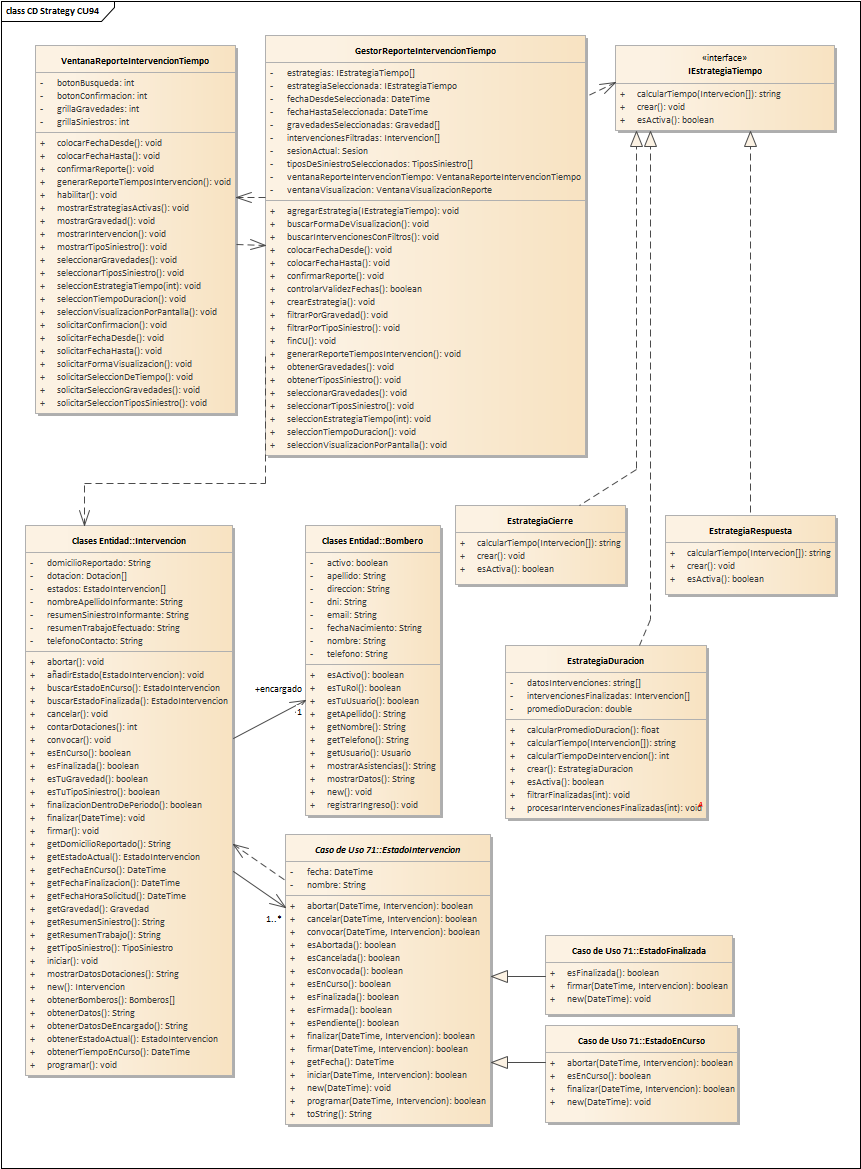 class CD Strategy CU94
VentanaReporteIntervencionTiempo
- botonBusqueda: int
- botonConfirmacion: int
- grillaGravedades: int
- grillaSiniestros: int
+ colocarFechaDesde(): void
+ colocarFechaHasta(): void
+ confirmarReporte(): void
+ generarReporteTiemposIntervencion(): void
+ habilitar(): void
+ mostrarEstrategiasActivas(): void
+ mostrarGravedad(): void
+ mostrarIntervencion(): void
+ mostrarTipoSiniestro(): void
+ seleccionarGravedades(): void
+ seleccionarTiposSiniestro(): void
+ seleccionEstrategiaTiempo(int): void
+ seleccionTiempoDuracion(): void
+ seleccionVisualizacionPorPantalla(): void
+ solicitarConfirmacion(): void
+ solicitarFechaDesde(): void
+ solicitarFechaHasta(): void
+ solicitarFormaVisualizacion(): void
+ solicitarSeleccionDeTiempo(): void
+ solicitarSeleccionGravedades(): void
+ solicitarSeleccionTiposSiniestro(): void
GestorReporteIntervencionTiempo
- estrategias: IEstrategiaTiempo[]
- estrategiaSeleccionada: IEstrategiaTiempo
- fechaDesdeSeleccionada: DateTime
- fechaHastaSeleccionada: DateTime
- gravedadesSeleccionadas: Gravedad[]
- intervencionesFiltradas: Intervencion[]
- sesionActual: Sesion
- tiposDeSiniestroSeleccionados: TiposSiniestro[]
- ventanaReporteIntervencionTiempo: VentanaReporteIntervencionTiempo
- ventanaVisualizacion: VentanaVisualizacionReporte
+ agregarEstrategia(IEstrategiaTiempo): void
+ buscarFormaDeVisualizacion(): void
+ buscarIntervencionesConFiltros(): void
+ colocarFechaDesde(): void
+ colocarFechaHasta(): void
+ confirmarReporte(): void
+ controlarValidezFechas(): boolean
+ crearEstrategia(): void
+ filtrarPorGravedad(): void
+ filtrarPorTipoSiniestro(): void
+ finCU(): void
+ generarReporteTiemposIntervencion(): void
+ obtenerGravedades(): void
+ obtenerTiposSiniestro(): void
+ seleccionarGravedades(): void
+ seleccionarTiposSiniestro(): void
+ seleccionEstrategiaTiempo(int): void
+ seleccionTiempoDuracion(): void
+ seleccionVisualizacionPorPantalla(): void
«interface»
IEstrategiaTiempo
+ calcularTiempo(Intervecion[]): string
+ crear(): void
+ esActiva(): boolean
EstrategiaCierre
+ calcularTiempo(Intervecion[]): string
+ crear(): void
+ esActiva(): boolean
EstrategiaRespuesta
+ calcularTiempo(Intervecion[]): string
+ crear(): void
+ esActiva(): boolean
Clases Entidad::Intervencion
- domicilioReportado: String
- dotacion: Dotacion[]
- estados: EstadoIntervencion[]
- nombreApellidoInformante: String
- resumenSiniestroInformante: String
- resumenTrabajoEfectuado: String
- telefonoContacto: String
+ abortar(): void
+ añadirEstado(EstadoIntervencion): void
+ buscarEstadoEnCurso(): EstadoIntervencion
+ buscarEstadoFinalizada(): EstadoIntervencion
+ cancelar(): void
+ contarDotaciones(): int
+ convocar(): void
+ esEnCurso(): boolean
+ esFinalizada(): boolean
+ esTuGravedad(): boolean
+ esTuTipoSiniestro(): boolean
+ finalizacionDentroDePeriodo(): boolean
+ finalizar(DateTime): void
+ firmar(): void
+ getDomicilioReportado(): String
+ getEstadoActual(): EstadoIntervencion
+ getFechaEnCurso(): DateTime
+ getFechaFinalizacion(): DateTime
+ getFechaHoraSolicitud(): DateTime
+ getGravedad(): Gravedad
+ getResumenSiniestro(): String
+ getResumenTrabajo(): String
+ getTipoSiniestro(): TipoSiniestro
+ iniciar(): void
+ mostrarDatosDotaciones(): String
+ new(): Intervencion
+ obtenerBomberos(): Bomberos[]
+ obtenerDatos(): String
+ obtenerDatosDeEncargado(): String
+ obtenerEstadoActual(): EstadoIntervencion
+ obtenerTiempoEnCurso(): DateTime
+ programar(): void
+encargado
1
Clases Entidad::Bombero
- activo: boolean
- apellido: String
- direccion: String
- dni: String
- email: String
- fechaNacimiento: String
- nombre: String
- telefono: String
+ esActivo(): boolean
+ esTuRol(): boolean
+ esTuUsuario(): boolean
+ getApellido(): String
+ getNombre(): String
+ getTelefono(): String
+ getUsuario(): Usuario
+ mostrarAsistencias(): String
+ mostrarDatos(): String
+ new(): void
+ registrarIngreso(): void
EstrategiaDuracion
- datosIntervenciones: string[]
- intervencionesFinalizadas: Intervencion[]
- promedioDuracion: double
+ calcularPromedioDuracion(): float
+ calcularTiempo(Intervencion[]): string
+ calcularTiempoDeIntervencion(): int
+ crear(): EstrategiaDuracion
+ esActiva(): boolean
+ filtrarFinalizadas(int): void
+ procesarIntervencionesFinalizadas(int): void
1..*
Caso de Uso 71::EstadoIntervencion
- fecha: DateTime
- nombre: String
+ abortar(DateTime, Intervencion): boolean
+ cancelar(DateTime, Intervencion): boolean
+ convocar(DateTime, Intervencion): boolean
+ esAbortada(): boolean
+ esCancelada(): boolean
+ esConvocada(): boolean
+ esEnCurso(): boolean
+ esFinalizada(): boolean
+ esFirmada(): boolean
+ esPendiente(): boolean
+ finalizar(DateTime, Intervencion): boolean
+ firmar(DateTime, Intervencion): boolean
+ getFecha(): DateTime
+ iniciar(DateTime, Intervencion): boolean
+ new(DateTime): void
+ programar(DateTime, Intervencion): boolean
+ toString(): String
Caso de Uso 71::EstadoFinalizada
+ esFinalizada(): boolean
+ firmar(DateTime, Intervencion): boolean
+ new(DateTime): void
Caso de Uso 71::EstadoEnCurso
+ abortar(DateTime, Intervencion): boolean
+ esEnCurso(): boolean
+ finalizar(DateTime, Intervencion): boolean
+ new(DateTime): void